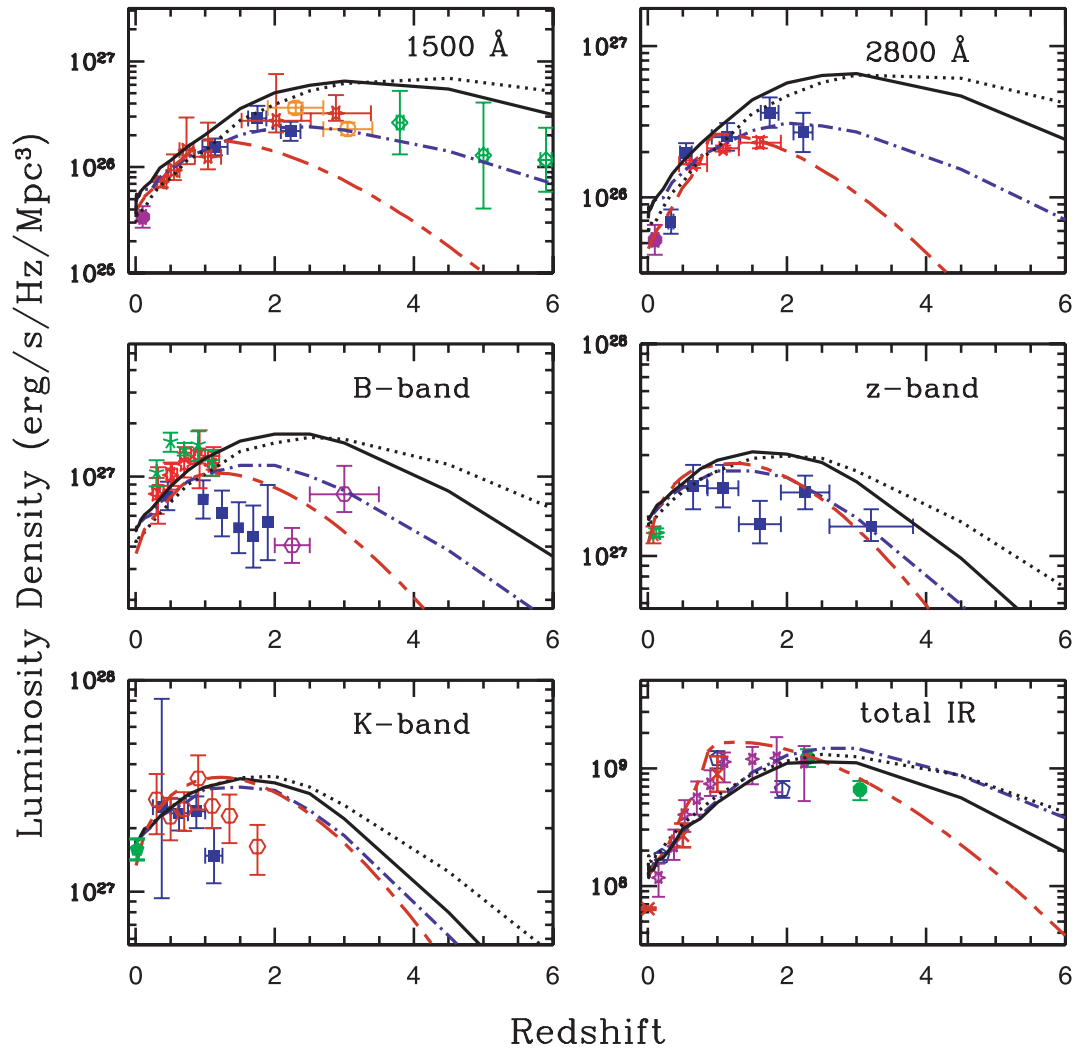 1500 Å
10²⁷
10²⁶
10²⁵
0 2 4 6
2800 Å
10²⁷
10²⁶
0 2 4 6
B-band
10²⁷
0 2 4 6
z-band
10²⁸
10²⁷
0 2 4 6
K-band
10²⁸
10²⁷
0 2 4 6
total IR
10⁹
10⁸
0 2 4 6
Luminosity Density (erg/s/Hz/Mpc³)
Redshift